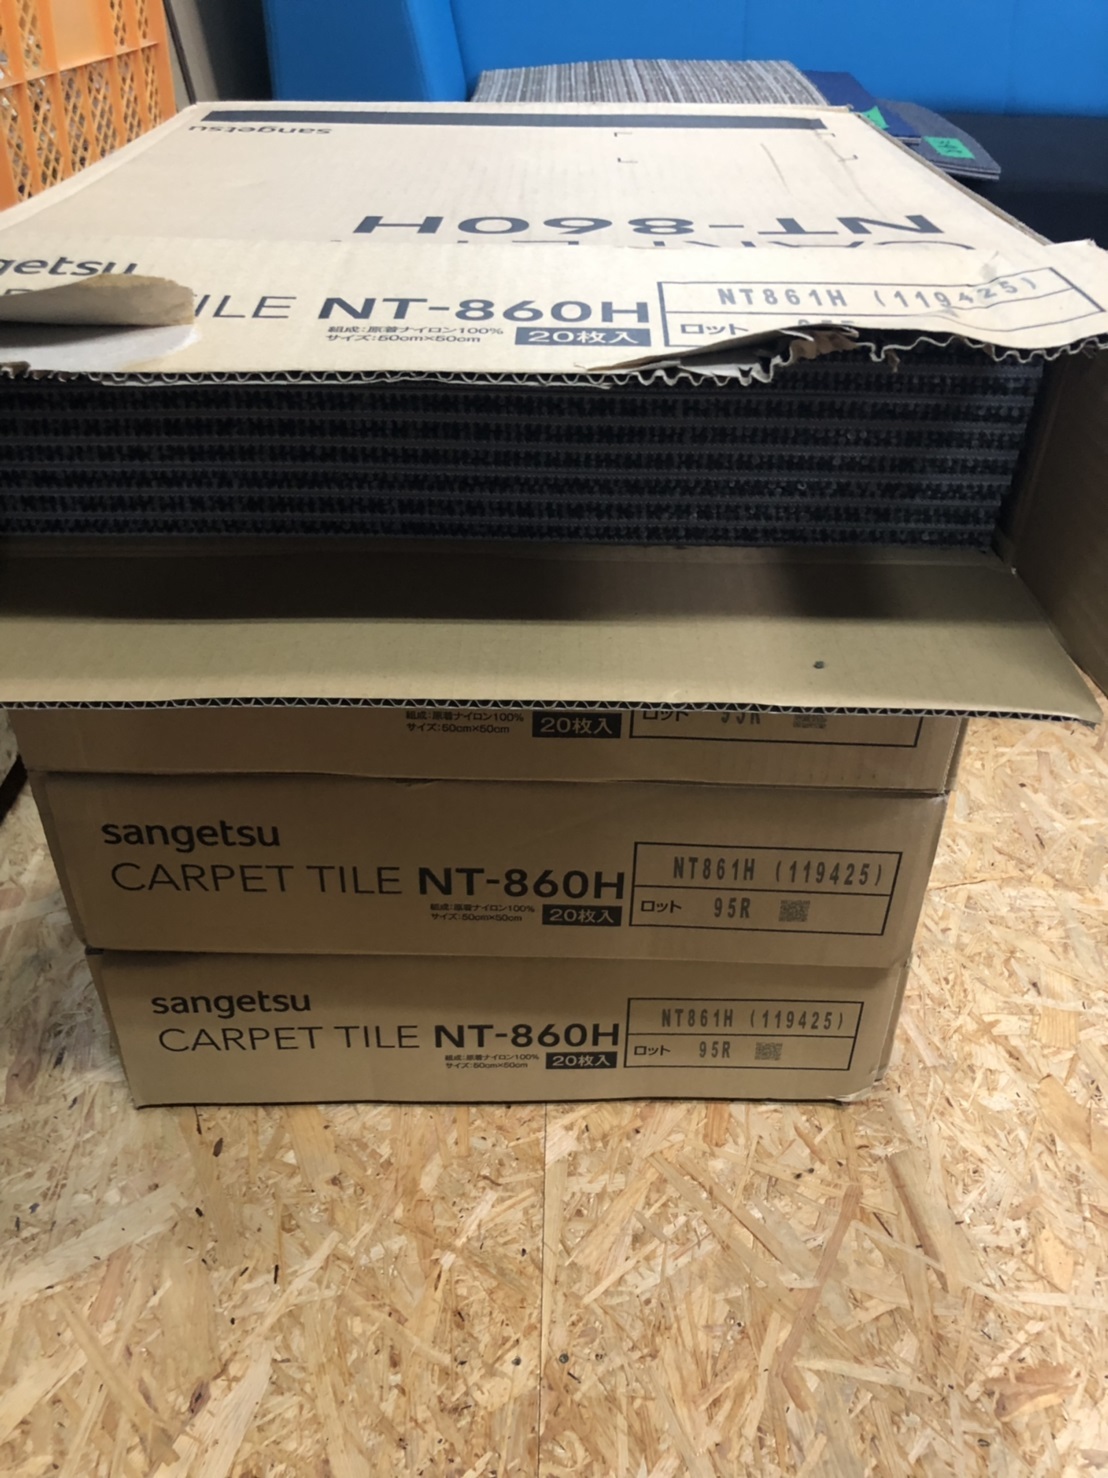 sangetsu
NT-860H
getsu
ILE NT-860H
組成:原着ナイロン100%
サイズ:50cm×50cm
20枚入
NT861H (119425)
ロット
組成:原着ナイロン100%
サイズ:50cm×50cm
20枚入
ロット 95R
sangetsu
CARPET TILE NT-860H
組成:原着ナイロン100%
サイズ:50cm×50cm
20枚入
NT861H (119425)
ロット 95R
sangetsu
CARPET TILE NT-860H
組成:原着ナイロン100%
サイズ:50cm×50cm
20枚入
NT861H (119425)
ロット 95R